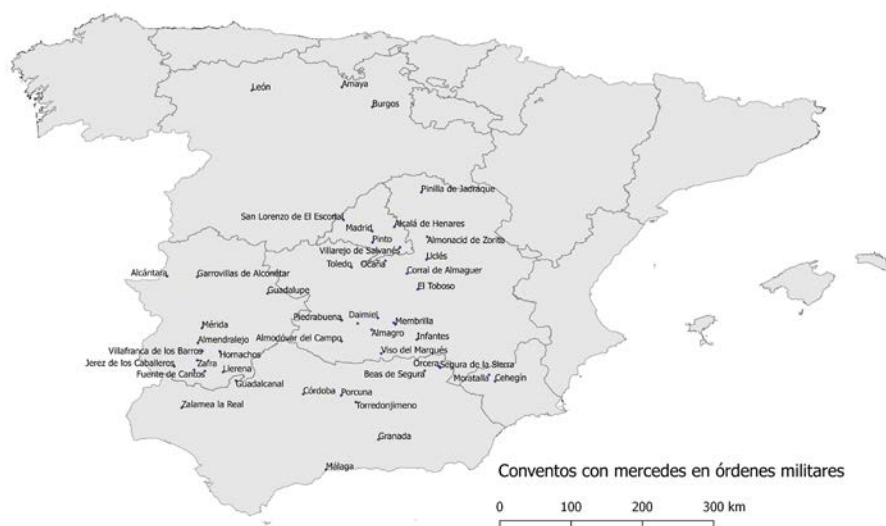 León
Amaya
Burgos
Pinilla de Jadraque
San Lorenzo de El Escorial
Madrid
Alcalá de Henares
Pinto
Almonacid de Zorita
Villarejo de Salvanés
Uclés
Toledo
Ocaña
Corral de Almaguer
Alcántara
Garrovillas de Alconétar
El Toboso
Guadalupe
Piedrabuena
Daimiel
Membrilla
Mérida
Almagro
Almendralejo
Almodóvar del Campo
Infantes
Villafranca de los Barros
Hornachos
Viso del Marqués
Jerez de los Caballeros
Zafra
Orcera
Segura de la Sierra
Fuente de Cantos
Llerena
Beas de Segura
Moratalla
Cehegín
Guadalcanal
Córdoba
Porcuna
Zalamea la Real
Torredonjimeno
Granada
Málaga
Conventos con mercedes en órdenes militares
0 100 200 300 km